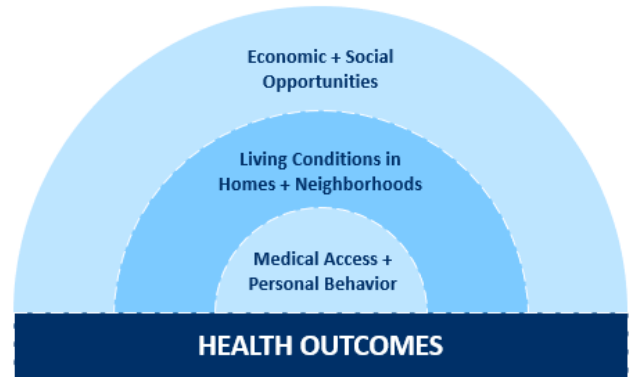 Economic + Social
Opportunities
Living Conditions in
Homes + Neighborhoods
Medical Access +
Personal Behavior
HEALTH OUTCOMES